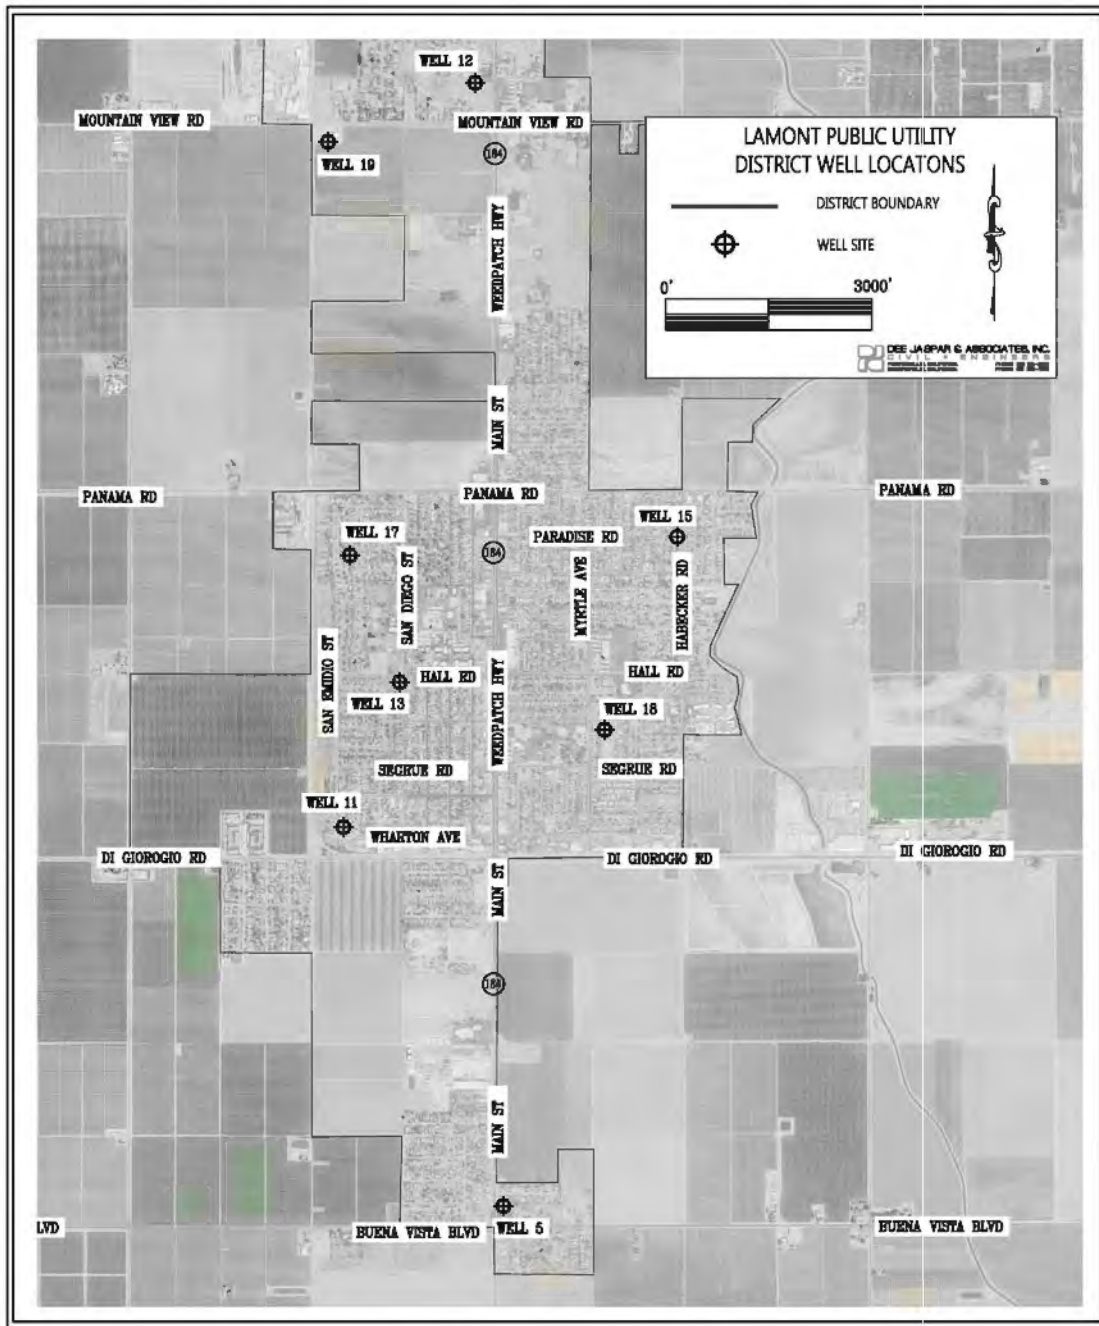 WELL 12
MOUNTAIN VIEW RD
MOUNTAIN VIEW RD
WELL 19
184
LAMONT PUBLIC UTILITY
DISTRICT WELL LOCATONS
DISTRICT BOUNDARY
WELL SITE
0'
3000'
DEE JASPAR & ASSOCIATES, INC.
CIVIL ENGINEERS
WEEDPATCH HWY
MAIN ST
PANAMA RD
PANAMA RD
PANAMA RD
WELL 17
SAN DIEGO ST
184
PARADISE RD
WELL 15
MYRTLE AVE
HABECKER RD
SAN EMIDIO ST
HALL RD
WELL 13
WEEDPATCH HWY
HALL RD
WELL 18
SEGRUE RD
SEGRUE RD
WELL 11
WHARTON AVE
DI GIOROGIO RD
DI GIOROGIO RD
DI GIOROGIO RD
MAIN ST
184
MAIN ST
LVD
BUENA VISTA BLVD
WELL 5
BUENA VISTA BLVD